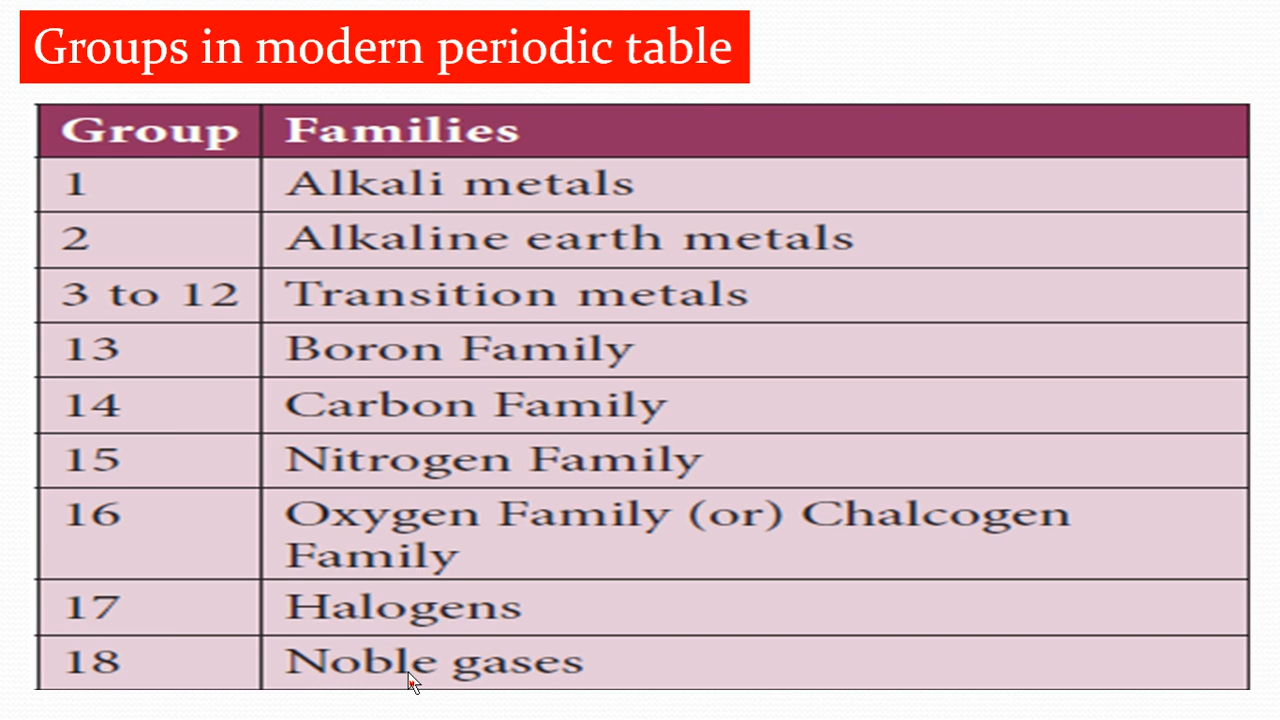 Groups in modern periodic table
Group Families
1 Alkali metals
2 Alkaline earth metals
3 to 12 Transition metals
13 Boron Family
14 Carbon Family
15 Nitrogen Family
16 Oxygen Family (or) Chalcogen
Family
17 Halogens
18 Noble gases